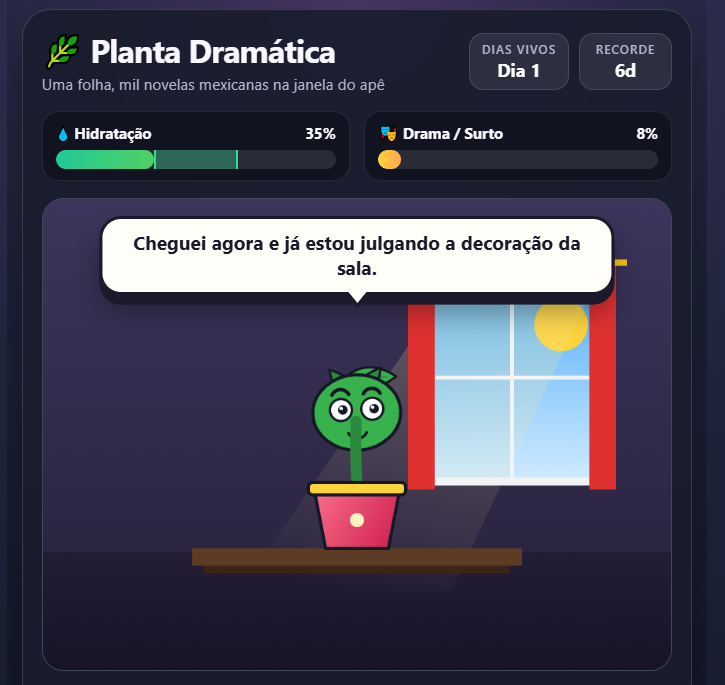 Planta Dramática
Uma folha, mil novelas mexicanas na janela do apê
DIAS VIVOS
Dia 1
RECORDE
6d
Hidratação
35%
Drama / Surto
8%
Cheguei agora e já estou julgando a decoração da
sala.